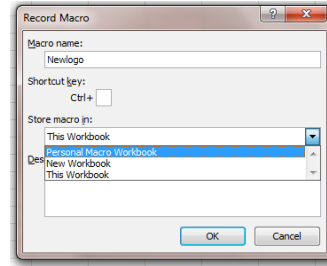 Record Macro
Macro name:
Newlogo
Shortcut key:
Ctrl+
Store macro in:
This Workbook
Personal Macro Workbook
New Workbook
This Workbook
Des
OK Cancel